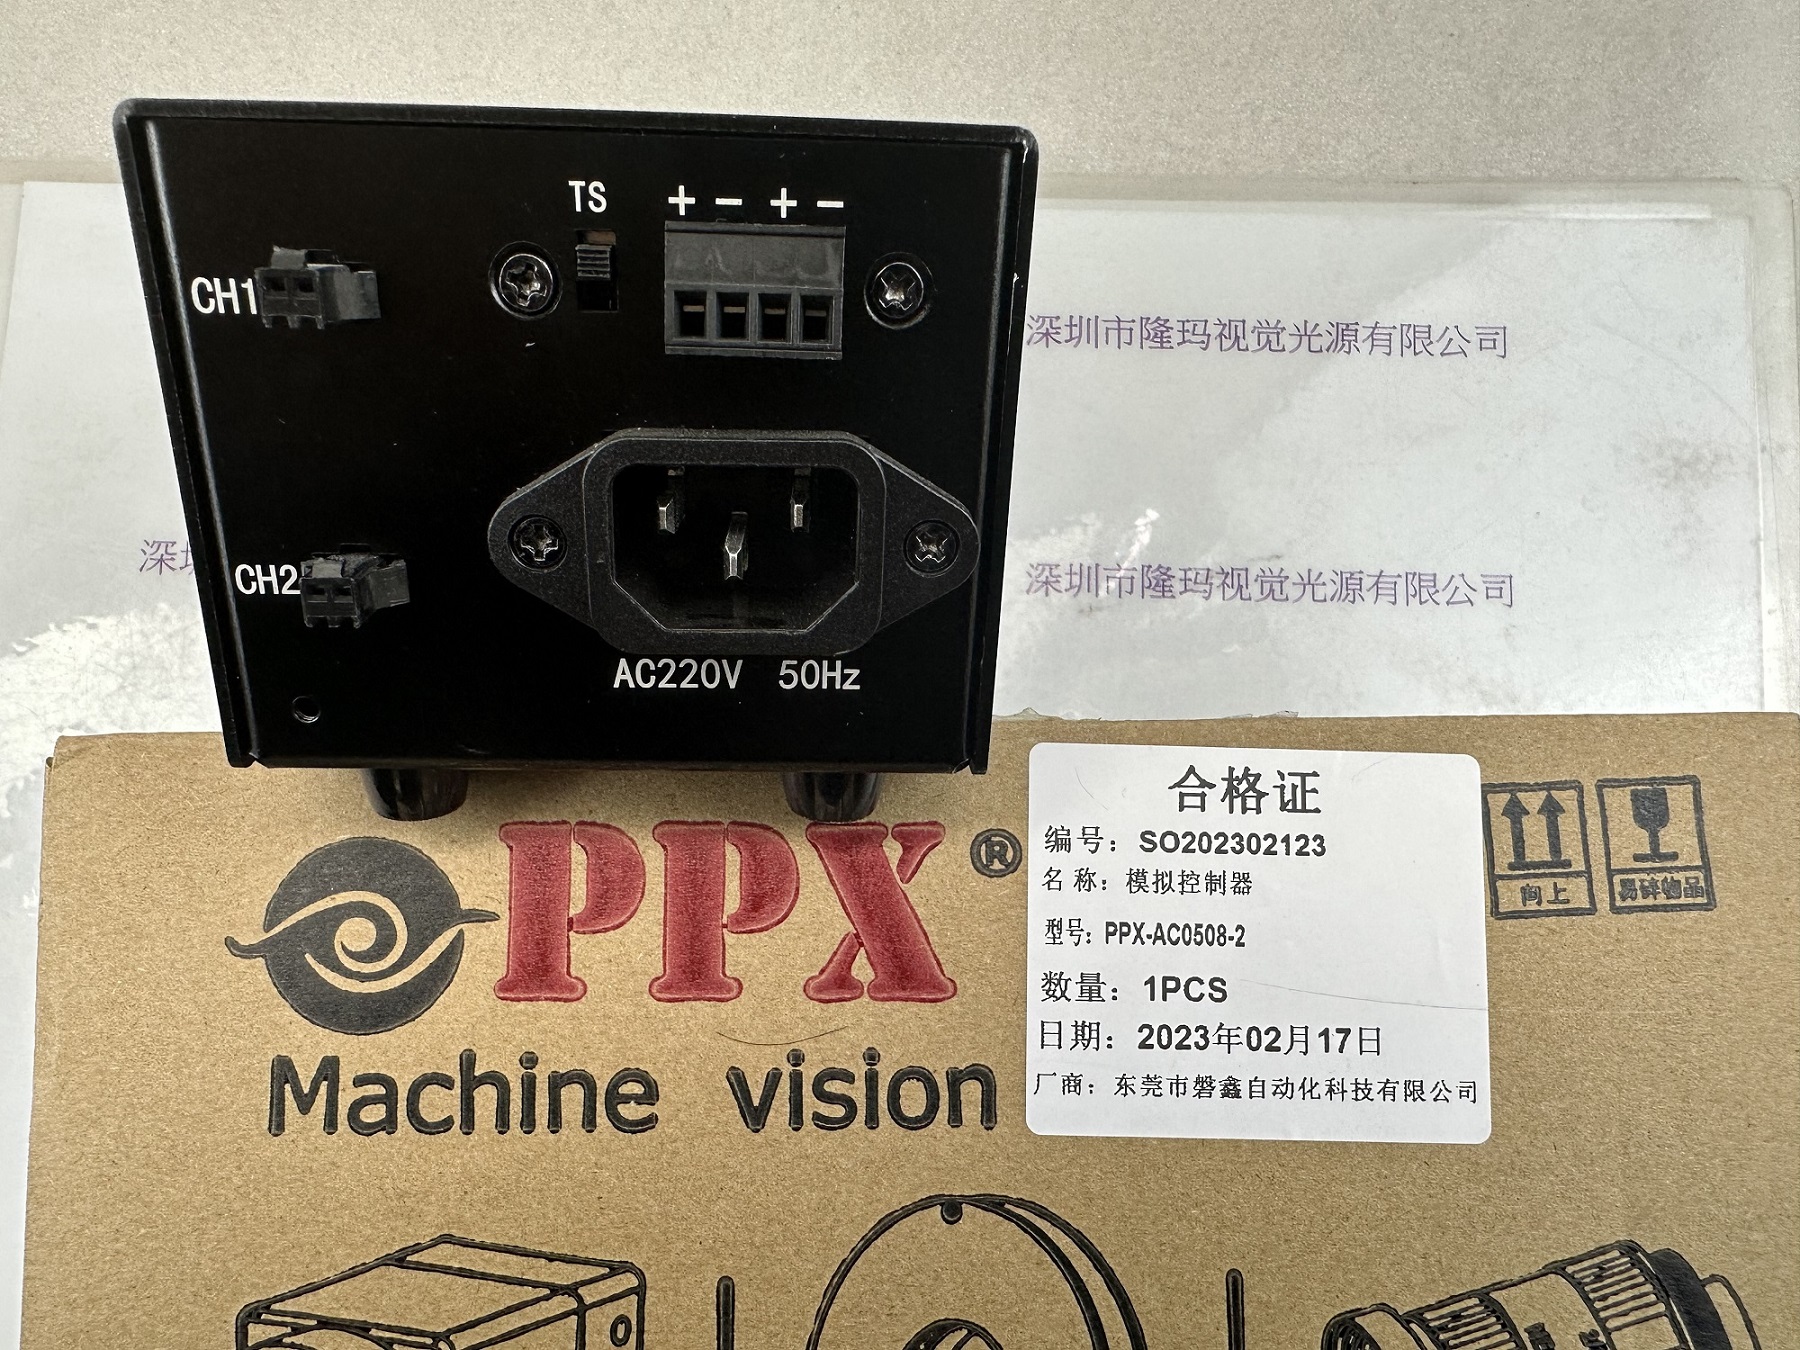 TS
+ - + -
CH1
深圳市隆玛视觉光源有限公司
CH2
深圳市隆玛视觉光源有限公司
AC220V 50Hz
PPX®
Machine vision
合格证
编号：SO202302123
名称：模拟控制器
型号：PPX-AC0508-2
数量：1PCS
日期：2023年02月17日
厂商：东莞市磐鑫自动化科技有限公司
向上
易碎物品